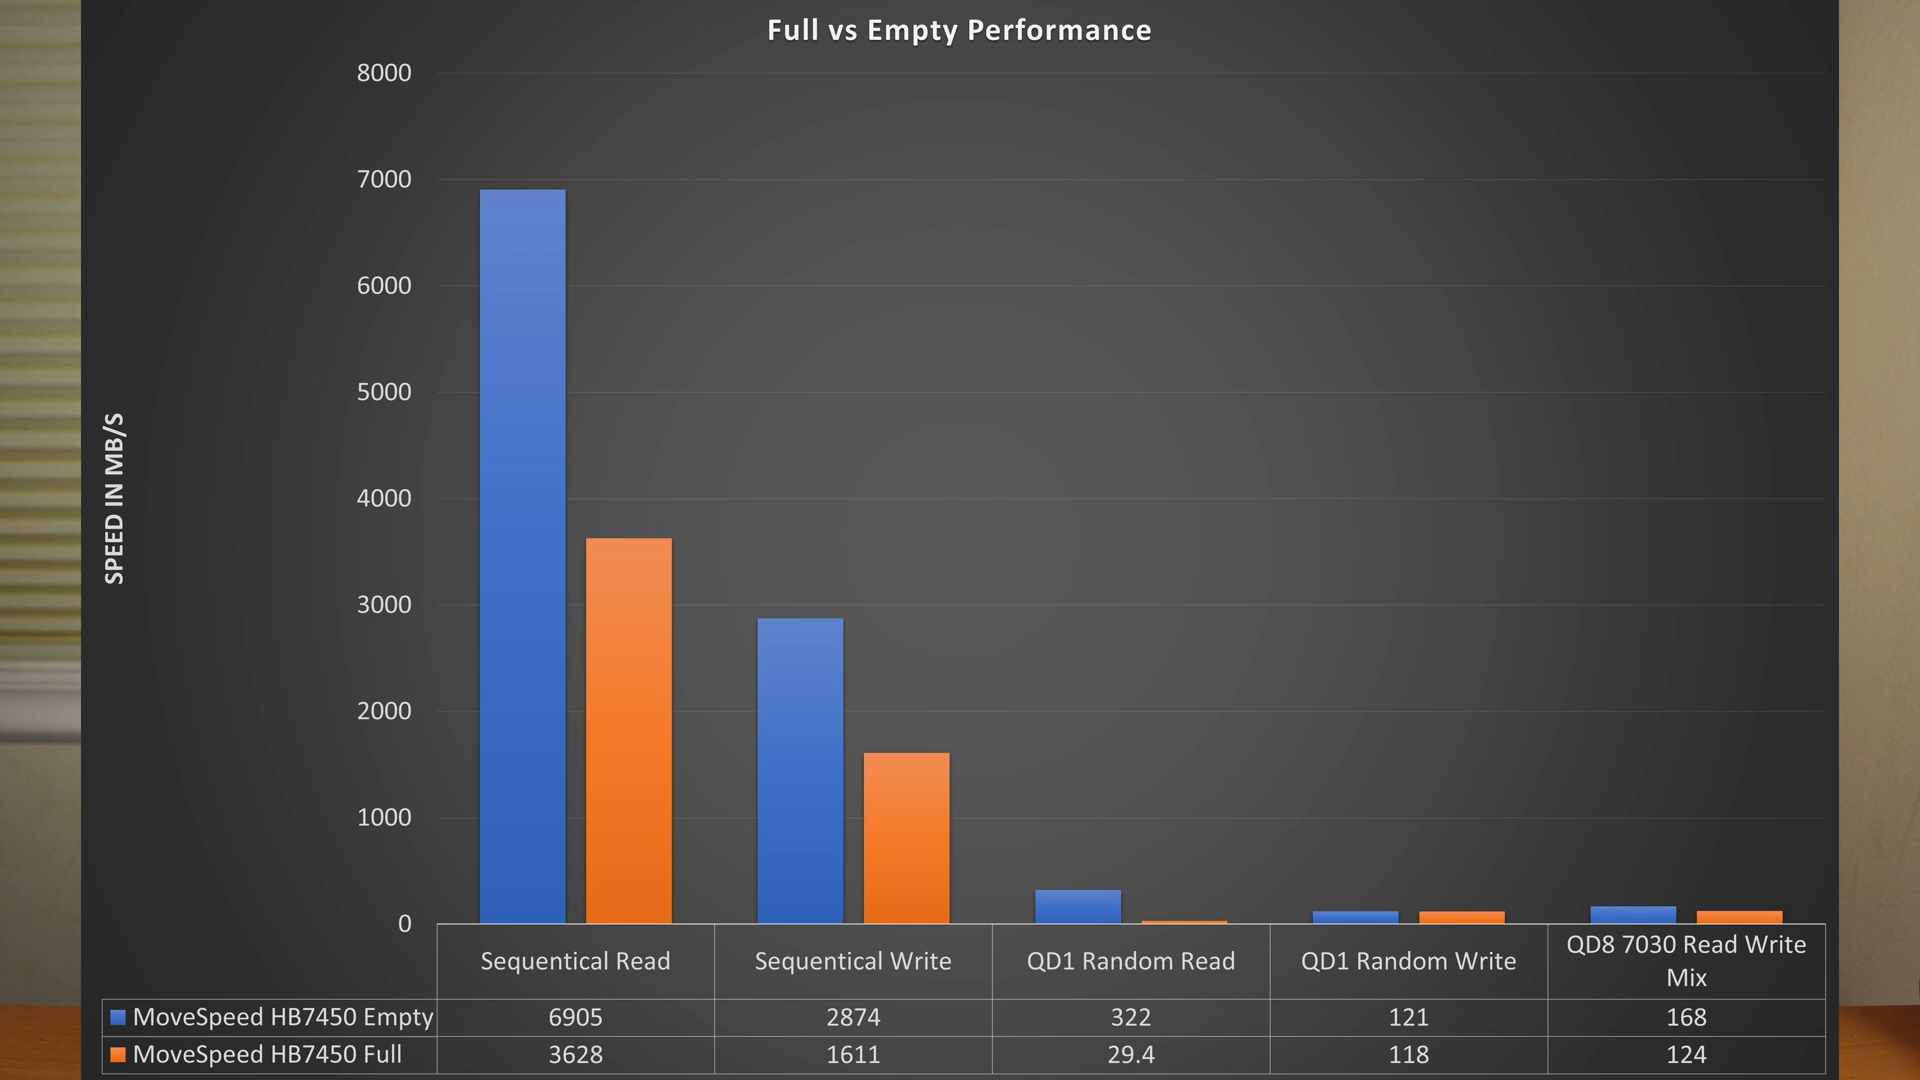 Full vs Empty Performance
8000
7000
6000
5000
4000
3000
2000
1000
0
SPEED IN MB/S
Sequentical Read
Sequentical Write
QD1 Random Read
QD1 Random Write
QD8 7030 Read Write
Mix
MoveSpeed HB7450 Empty 6905 2874 322 121 168
MoveSpeed HB7450 Full 3628 1611 29.4 118 124